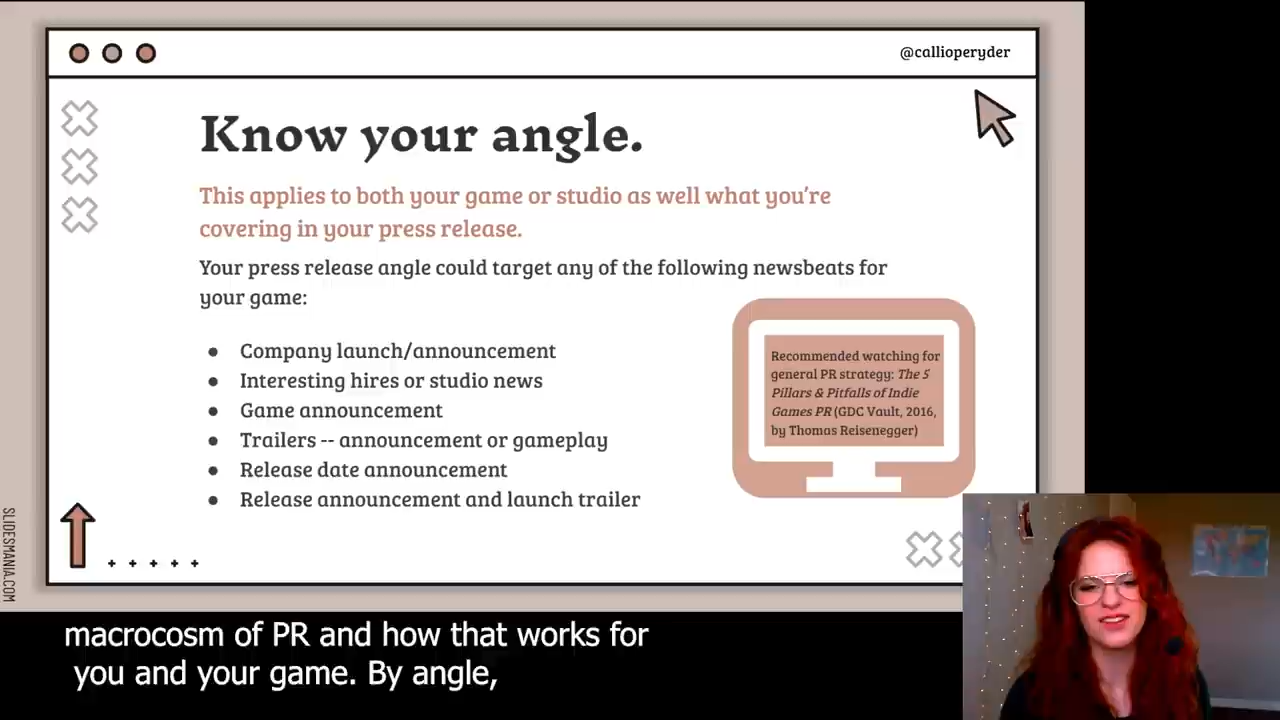 @callioperyder
Know your angle.
This applies to both your game or studio as well what you're
covering in your press release.
Your press release angle could target any of the following newsbeats for
your game:
● Company launch/announcement
● Interesting hires or studio news
● Game announcement
● Trailers -- announcement or gameplay
● Release date announcement
● Release announcement and launch trailer
Recommended watching for
general PR strategy: The 5
Pillars & Pitfalls of Indie
Games PR (GDC Vault, 2016,
by Thomas Reisenegger)
SLIDESMANIA.COM
macrocosm of PR and how that works for
you and your game. By angle,